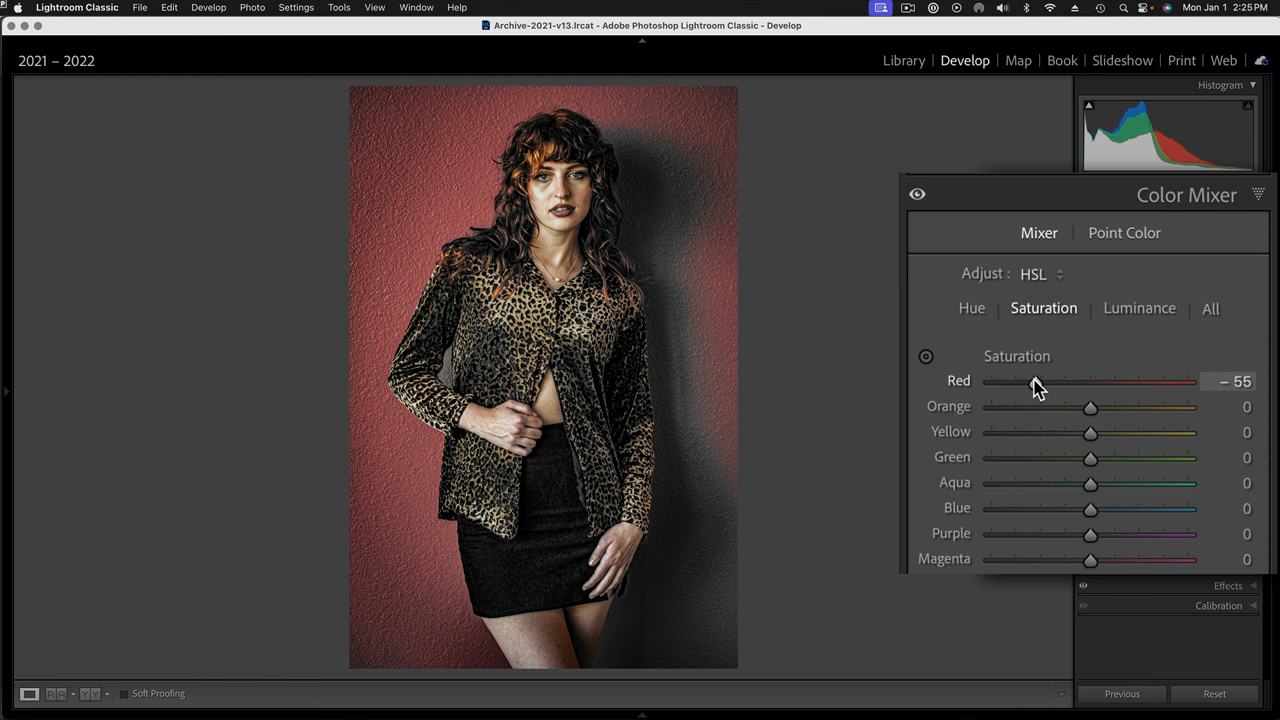 Lightroom Classic File Edit Develop Photo Settings Tools View Window Help Mon Jan 1 2:25 PM
Archive-2021-v13.lrcat - Adobe Photoshop Lightroom Classic - Develop
2021 – 2022 Library | Develop | Map | Book | Slideshow | Print | Web
Histogram
Color Mixer
Mixer | Point Color
Adjust : HSL
Hue | Saturation | Luminance | All
Saturation
Red – 55
Orange 0
Yellow 0
Green 0
Aqua 0
Blue 0
Purple 0
Magenta 0
Effects
Calibration
Soft Proofing Previous Reset